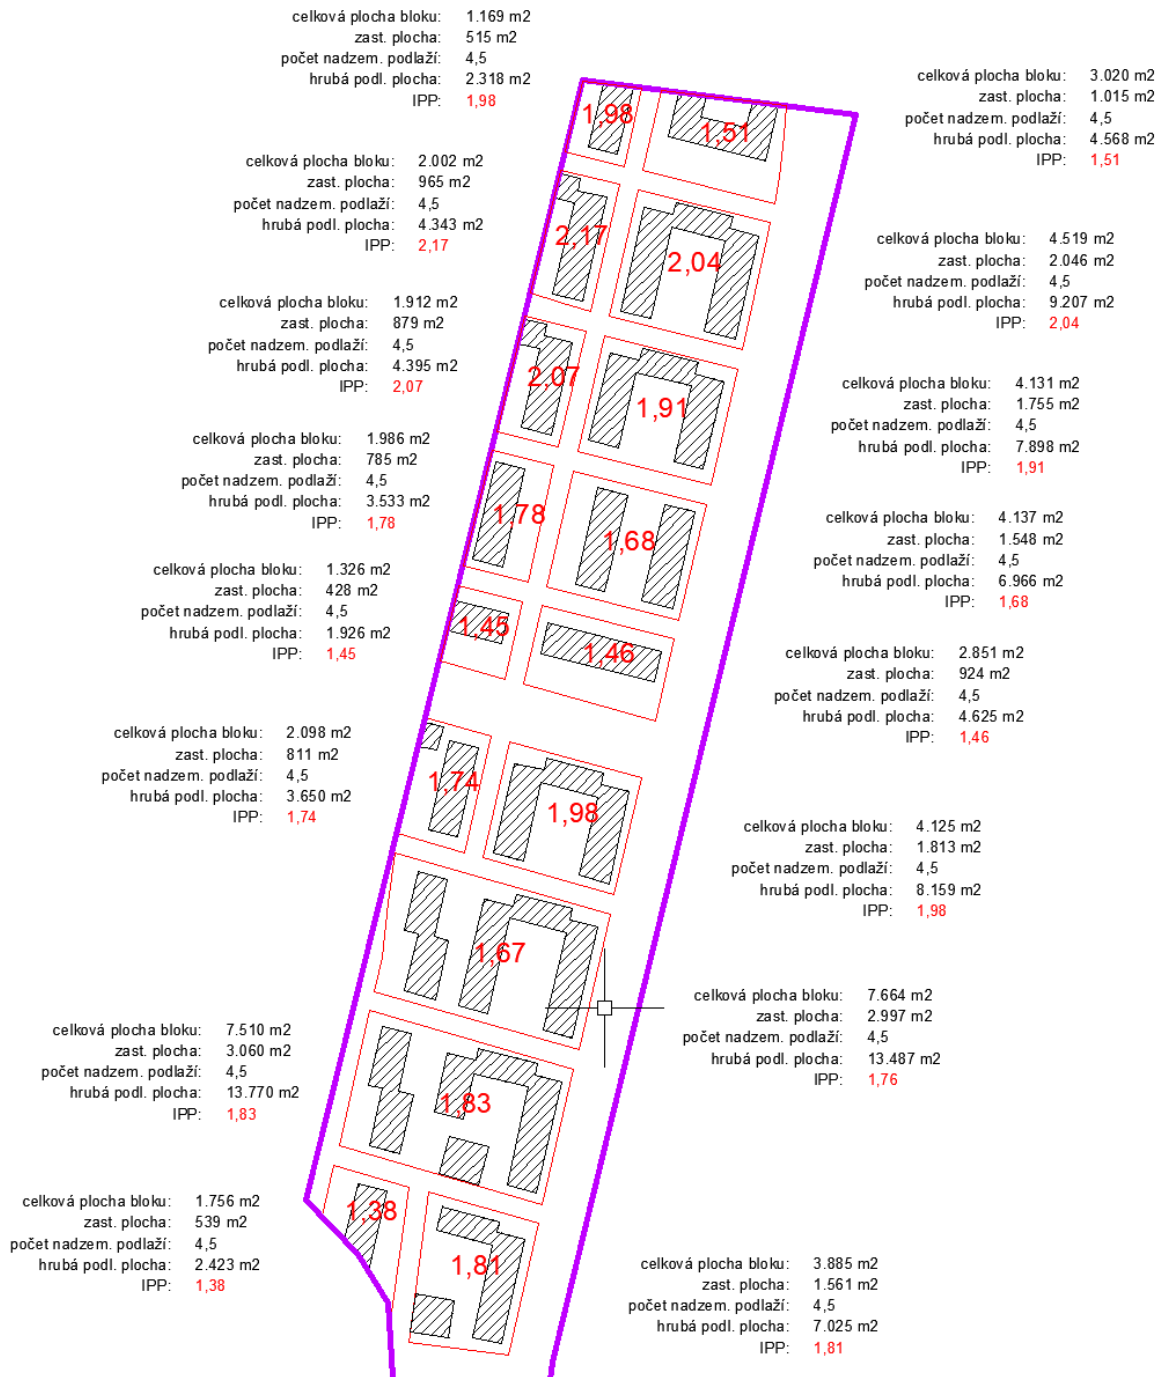 celková plocha bloku: 1.169 m2
zast. plocha: 515 m2
počet nadzem. podlaží: 4,5
hrubá podl. plocha: 2.318 m2
IPP: 1,98
celková plocha bloku: 3.020 m2
zast. plocha: 1.015 m2
počet nadzem. podlaží: 4,5
hrubá podl. plocha: 4.568 m2
IPP: 1,51
1,98
1,51
celková plocha bloku: 2.002 m2
zast. plocha: 965 m2
počet nadzem. podlaží: 4,5
hrubá podl. plocha: 4.343 m2
IPP: 2,17
2,17
2,04
celková plocha bloku: 4.519 m2
zast. plocha: 2.046 m2
počet nadzem. podlaží: 4,5
hrubá podl. plocha: 9.207 m2
IPP: 2,04
celková plocha bloku: 1.912 m2
zast. plocha: 879 m2
počet nadzem. podlaží: 4,5
hrubá podl. plocha: 4.395 m2
IPP: 2,07
2,07
1,91
celková plocha bloku: 4.131 m2
zast. plocha: 1.755 m2
počet nadzem. podlaží: 4,5
hrubá podl. plocha: 7.898 m2
IPP: 1,91
celková plocha bloku: 1.986 m2
zast. plocha: 785 m2
počet nadzem. podlaží: 4,5
hrubá podl. plocha: 3.533 m2
IPP: 1,78
1,78
1,68
celková plocha bloku: 4.137 m2
zast. plocha: 1.548 m2
počet nadzem. podlaží: 4,5
hrubá podl. plocha: 6.966 m2
IPP: 1,68
celková plocha bloku: 1.326 m2
zast. plocha: 428 m2
počet nadzem. podlaží: 4,5
hrubá podl. plocha: 1.926 m2
IPP: 1,45
1,45
1,46
celková plocha bloku: 2.851 m2
zast. plocha: 924 m2
počet nadzem. podlaží: 4,5
hrubá podl. plocha: 4.625 m2
IPP: 1,46
celková plocha bloku: 2.098 m2
zast. plocha: 811 m2
počet nadzem. podlaží: 4,5
hrubá podl. plocha: 3.650 m2
IPP: 1,74
1,74
1,98
celková plocha bloku: 4.125 m2
zast. plocha: 1.813 m2
počet nadzem. podlaží: 4,5
hrubá podl. plocha: 8.159 m2
IPP: 1,98
1,67
celková plocha bloku: 7.664 m2
zast. plocha: 2.997 m2
počet nadzem. podlaží: 4,5
hrubá podl. plocha: 13.487 m2
IPP: 1,76
celková plocha bloku: 7.510 m2
zast. plocha: 3.060 m2
počet nadzem. podlaží: 4,5
hrubá podl. plocha: 13.770 m2
IPP: 1,83
1,83
celková plocha bloku: 1.756 m2
zast. plocha: 539 m2
počet nadzem. podlaží: 4,5
hrubá podl. plocha: 2.423 m2
IPP: 1,38
1,38
1,81
celková plocha bloku: 3.885 m2
zast. plocha: 1.561 m2
počet nadzem. podlaží: 4,5
hrubá podl. plocha: 7.025 m2
IPP: 1,81